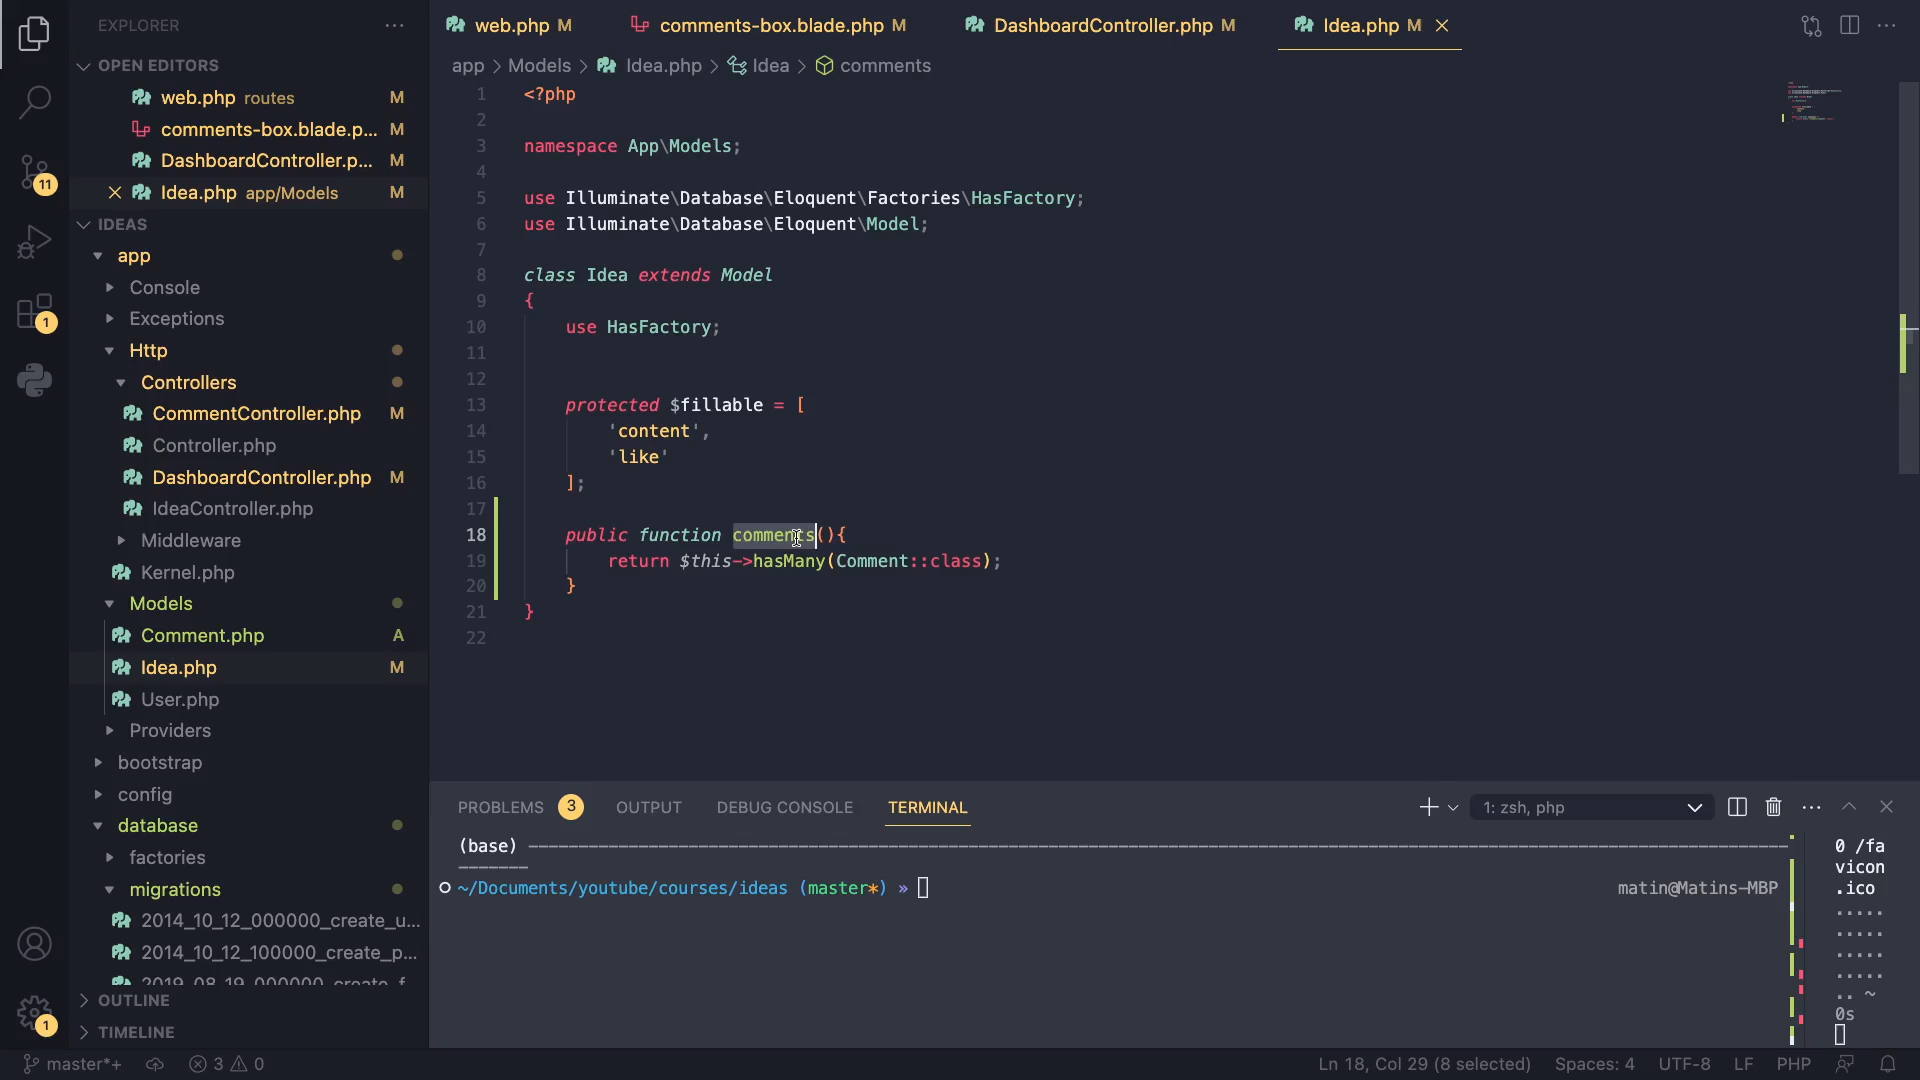 EXPLORER
OPEN EDITORS
web.php routes M
comments-box.blade.p... M
DashboardController.p... M
Idea.php app/Models M
IDEAS
app
Console
Exceptions
Http
Controllers
CommentController.php M
Controller.php
DashboardController.php M
IdeaController.php
Middleware
Kernel.php
Models
Comment.php A
Idea.php M
User.php
Providers
bootstrap
config
database
factories
migrations
2014_10_12_000000_create_u...
2014_10_12_100000_create_p...
2019_08_19_000000_create_f
OUTLINE
TIMELINE
11
1
1
web.php M
comments-box.blade.php M
DashboardController.php M
Idea.php M
app > Models > Idea.php > Idea > comments
1 <?php
2
3 namespace App\Models;
4
5 use Illuminate\Database\Eloquent\Factories\HasFactory;
6 use Illuminate\Database\Eloquent\Model;
7
8 class Idea extends Model
9 {
10 use HasFactory;
11
12
13 protected $fillable = [
14 'content',
15 'like'
16 ];
17
18 public function comments(){
19 return $this->hasMany(Comment::class);
20 }
21 }
22
PROBLEMS 3 OUTPUT DEBUG CONSOLE TERMINAL
1: zsh, php
(base) 
~/Documents/youtube/courses/ideas (master*) » matin@Matins-MBP
0 /fa
vicon
.ico
.....
.....
.....
.....
.. ~
0s
master*+ 3 0
Ln 18, Col 29 (8 selected) Spaces: 4 UTF-8 LF PHP